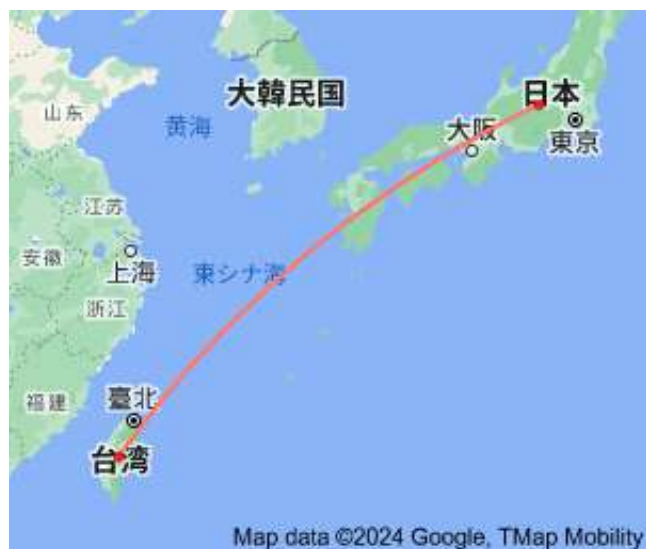 大韓民国
日本
山东
黄海
大阪
東京
江苏
安徽
上海
東シナ海
浙江
福建
臺北
台湾
Map data ©2024 Google, TMap Mobility